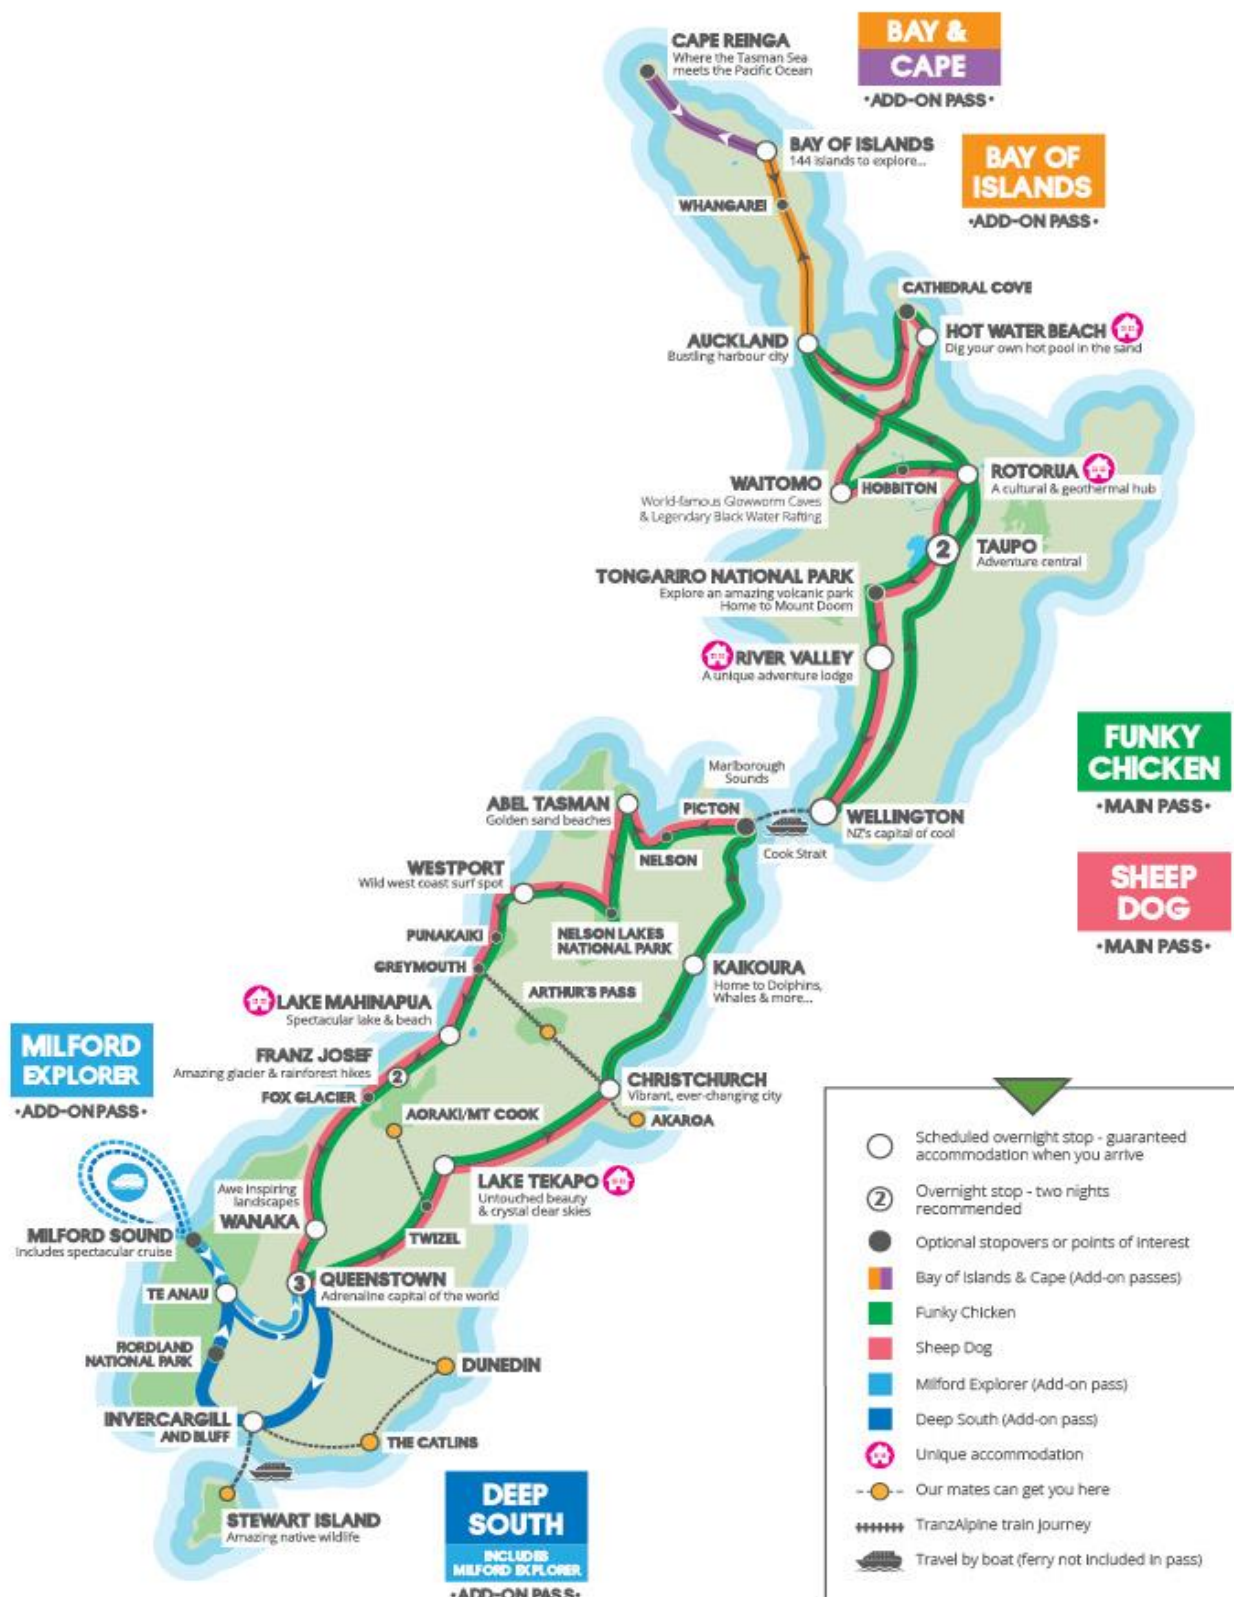 CAPE REINGA
Where the Tasman Sea
meets the Pacific Ocean
BAY &
CAPE
•ADD-ON PASS•
BAY OF ISLANDS
144 islands to explore...
BAY OF
ISLANDS
•ADD-ON PASS•
WHANGAREI
CATHEDRAL COVE
AUCKLAND
Bustling harbour city
HOT WATER BEACH
Dig your own hot pool in the sand
WAITOMO
World-famous Glowworm Caves
& Legendary Black Water Rafting
HOBBITON
ROTORUA
A cultural & geothermal hub
2
TAUPO
Adventure central
TONGARIRO NATIONAL PARK
Explore an amazing volcanic park
Home to Mount Doom
RIVER VALLEY
A unique adventure lodge
FUNKY
CHICKEN
•MAIN PASS•
Marlborough
Sounds
ABEL TASMAN
Golden sand beaches
PICTON
WELLINGTON
NZ's capital of cool
NELSON
Cook Strait
SHEEP
DOG
•MAIN PASS•
WESTPORT
Wild west coast surf spot
PUNAKAIKI
NELSON LAKES
NATIONAL PARK
GREYMOUTH
KAIKOURA
Home to Dolphins,
Whales & more...
ARTHUR'S PASS
LAKE MAHINAPUA
Spectacular lake & beach
MILFORD
EXPLORER
•ADD-ON PASS•
FRANZ JOSEF
Amazing glacier & rainforest hikes
2
FOX GLACIER
CHRISTCHURCH
Vibrant, ever-changing city
AORAKI/MT COOK
AKAROA
LAKE TEKAPO
Untouched beauty
& crystal clear skies
Awe inspiring
landscapes
WANAKA
TWIZEL
MILFORD SOUND
Includes spectacular cruise
3
QUEENSTOWN
Adrenaline capital of the world
TE ANAU
FIORDLAND
NATIONAL PARK
DUNEDIN
INVERCARGILL
AND BLUFF
THE CATLINS
STEWART ISLAND
Amazing native wildlife
DEEP
SOUTH
INCLUDES
MILFORD EXPLORER
•ADD-ON PASS•
Scheduled overnight stop - guaranteed
accommodation when you arrive
2
Overnight stop - two nights
recommended
Optional stopovers or points of interest
Bay of Islands & Cape (Add-on passes)
Funky Chicken
Sheep Dog
Milford Explorer (Add-on pass)
Deep South (Add-on pass)
Unique accommodation
Our mates can get you here
TranzAlpine train journey
Travel by boat (ferry not included in pass)